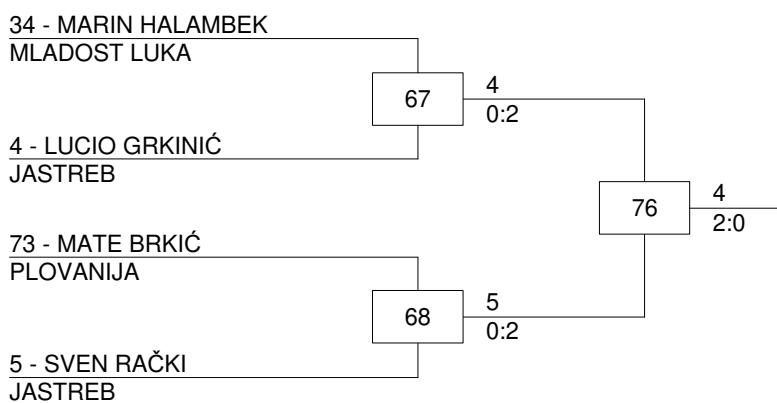 34 - MARIN HALAMBEK
MLADOST LUKA
67
4
0:2
4 - LUCIO GRKINIĆ
JASTREB
76
4
2:0
73 - MATE BRKIĆ
PLOVANIJA
68
5
0:2
5 - SVEN RAČKI
JASTREB